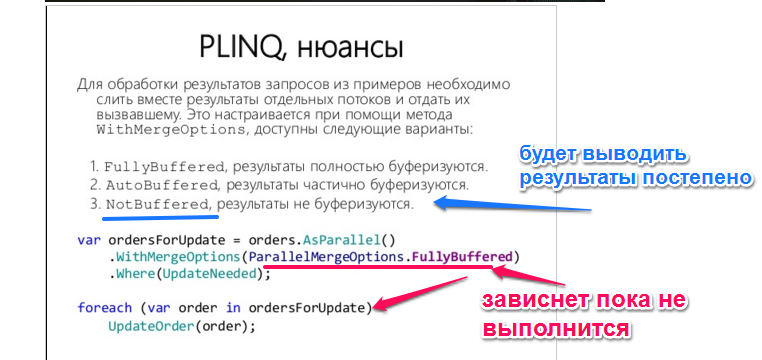 PLINQ, нюансы
Для обработки результатов запросов из примеров необходимо
слить вместе результаты отдельных потоков и отдать их
вызвавшему. Это настраивается при помощи метода
WithMergeOptions, доступны следующие варианты:
1. FullyBuffered, результаты полностью буферизуются.
2. AutoBuffered, результаты частично буферизуются.
3. NotBuffered, результаты не буферизуются.
будет выводить
результаты постепено
var ordersForUpdate = orders.AsParallel()
.WithMergeOptions(ParallelMergeOptions.FullyBuffered)
.Where(UpdateNeeded);
foreach (var order in ordersForUpdate)
UpdateOrder(order);
зависнет пока не
выполнится